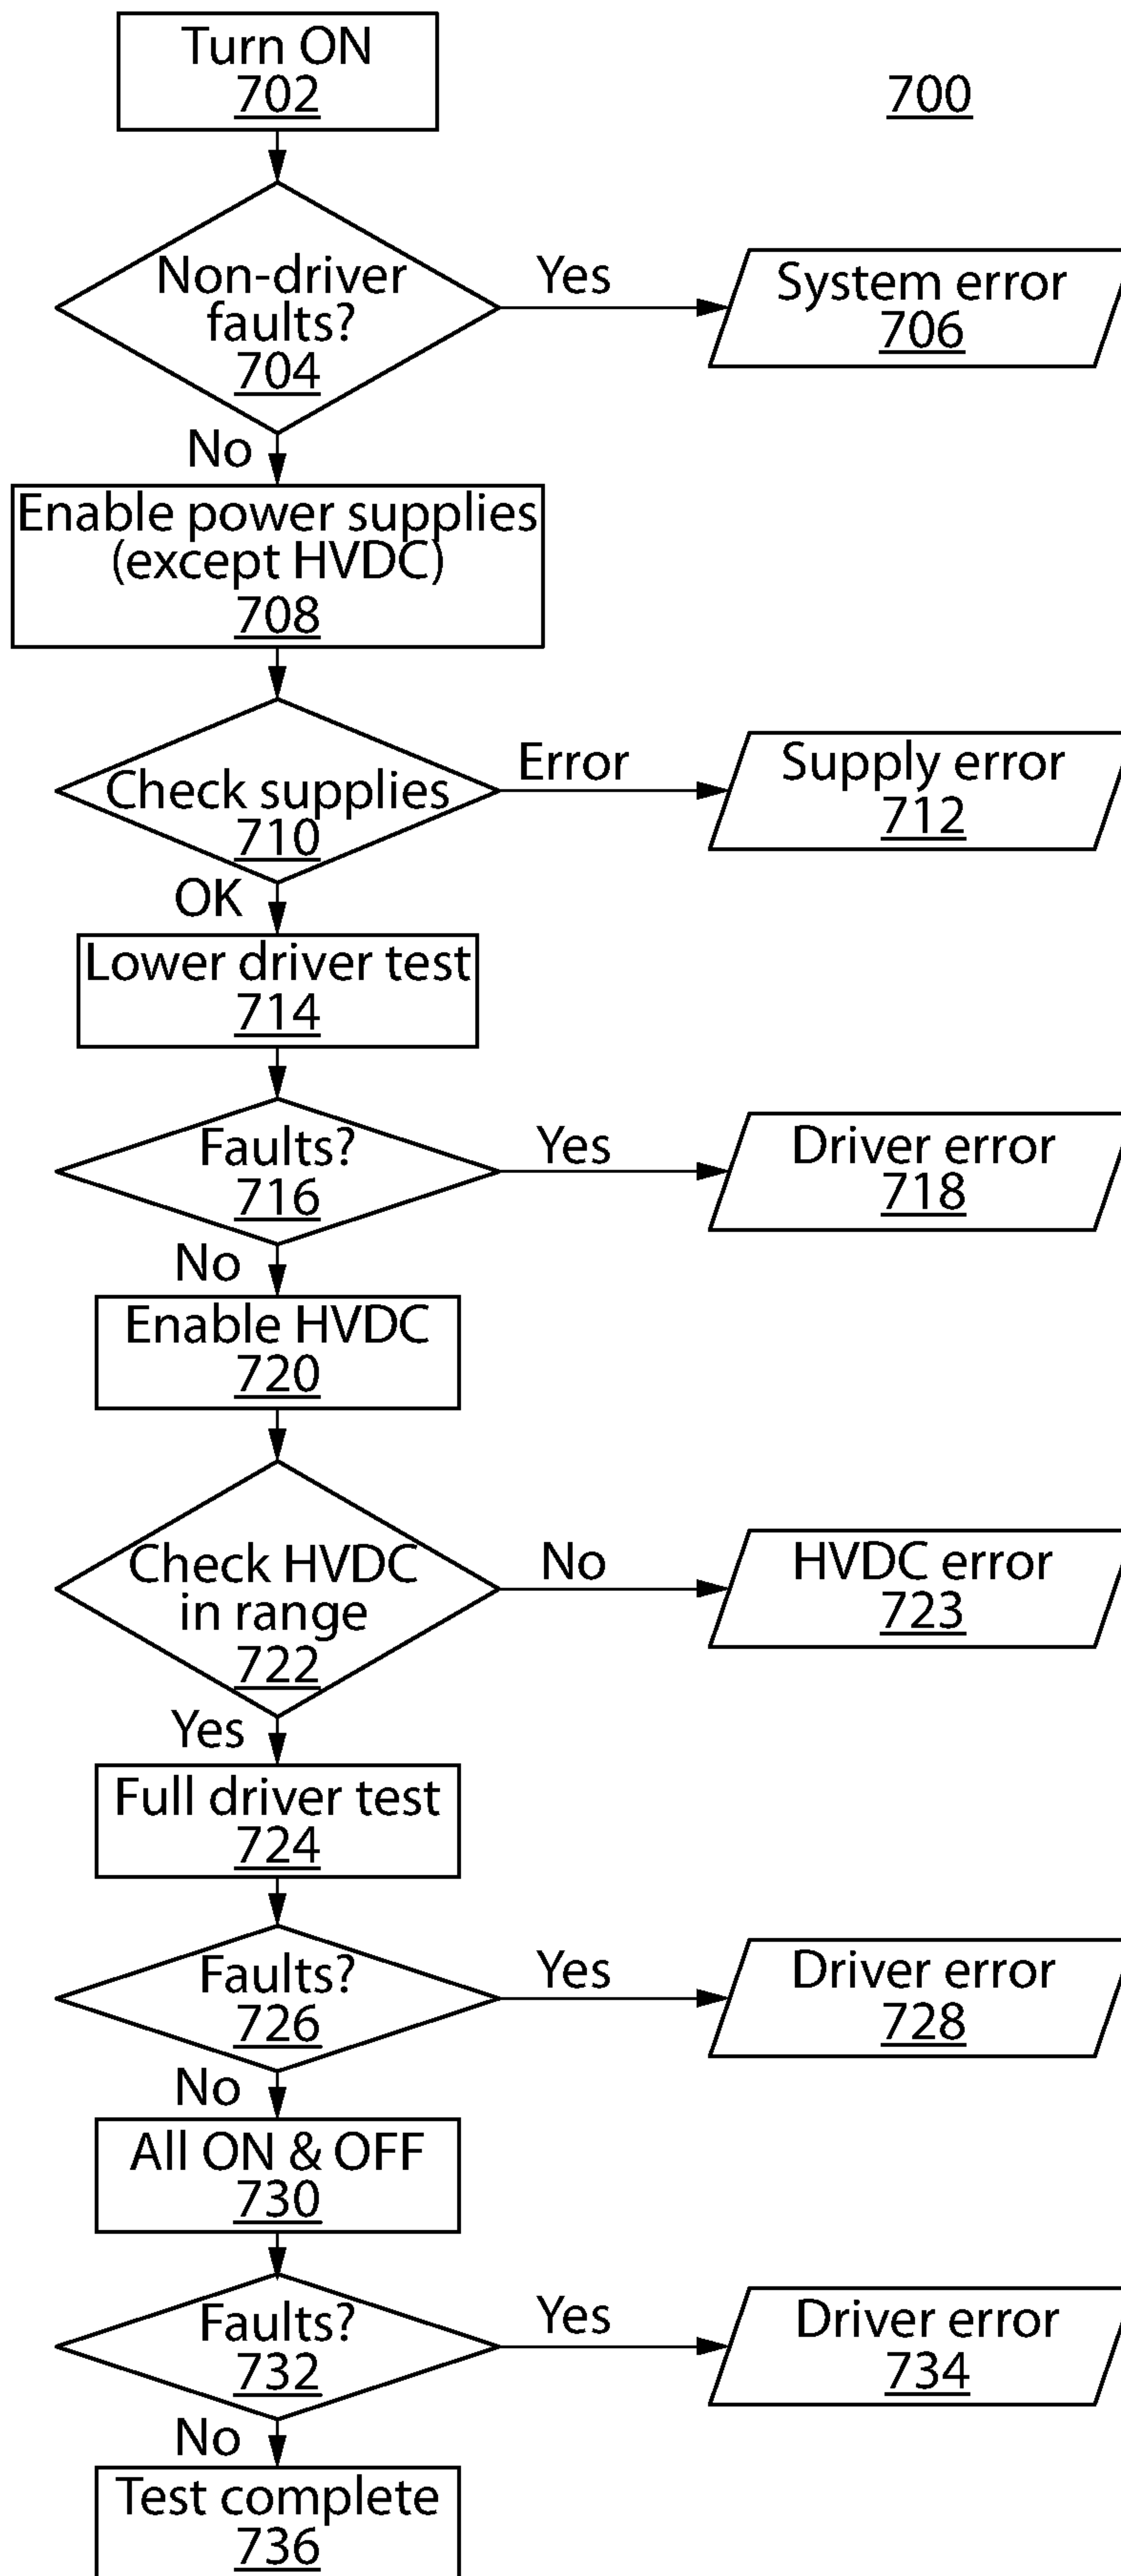 Turn ON
702
700
Non-driver
faults?
704
Yes
System error
706
No
Enable power supplies
(except HVDC)
708
Check supplies
710
Error
Supply error
712
OK
Lower driver test
714
Faults?
716
Yes
Driver error
718
No
Enable HVDC
720
Check HVDC
in range
722
No
HVDC error
723
Yes
Full driver test
724
Faults?
726
Yes
Driver error
728
No
All ON & OFF
730
Faults?
732
Yes
Driver error
734
No
Test complete
736